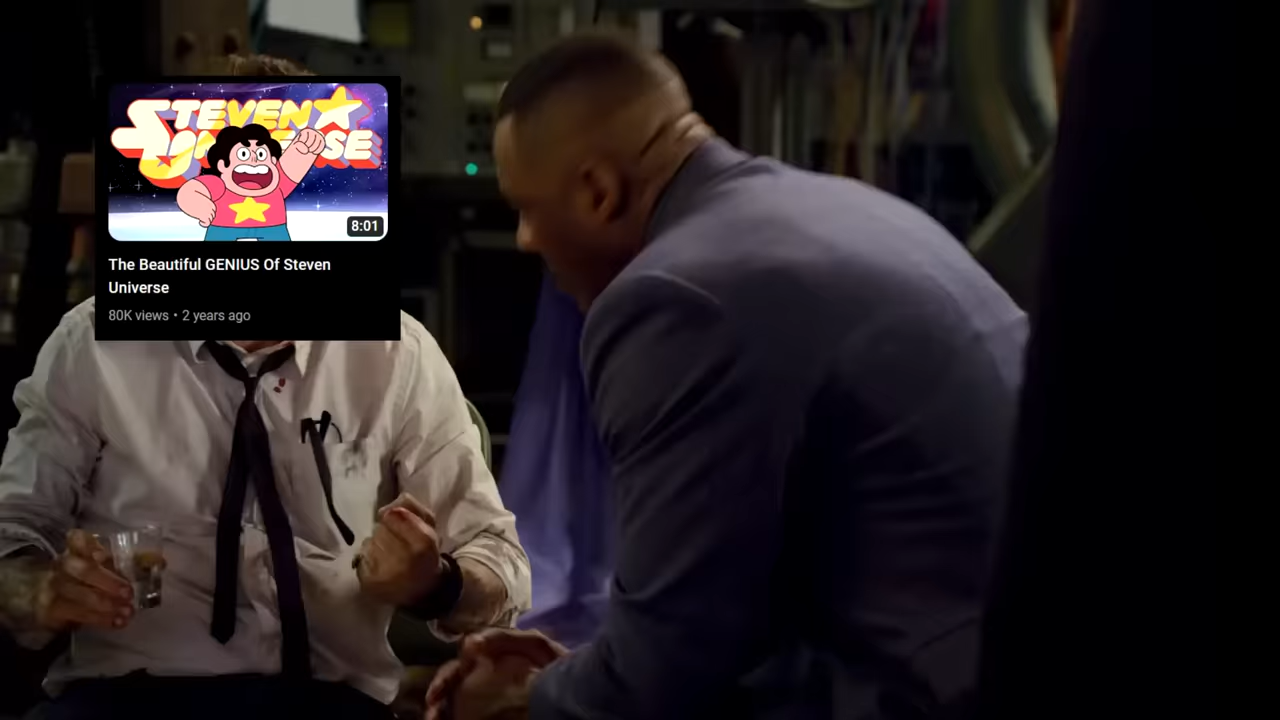 STEVEN
UNIVERSE
8:01
The Beautiful GENIUS Of Steven
Universe
80K views • 2 years ago